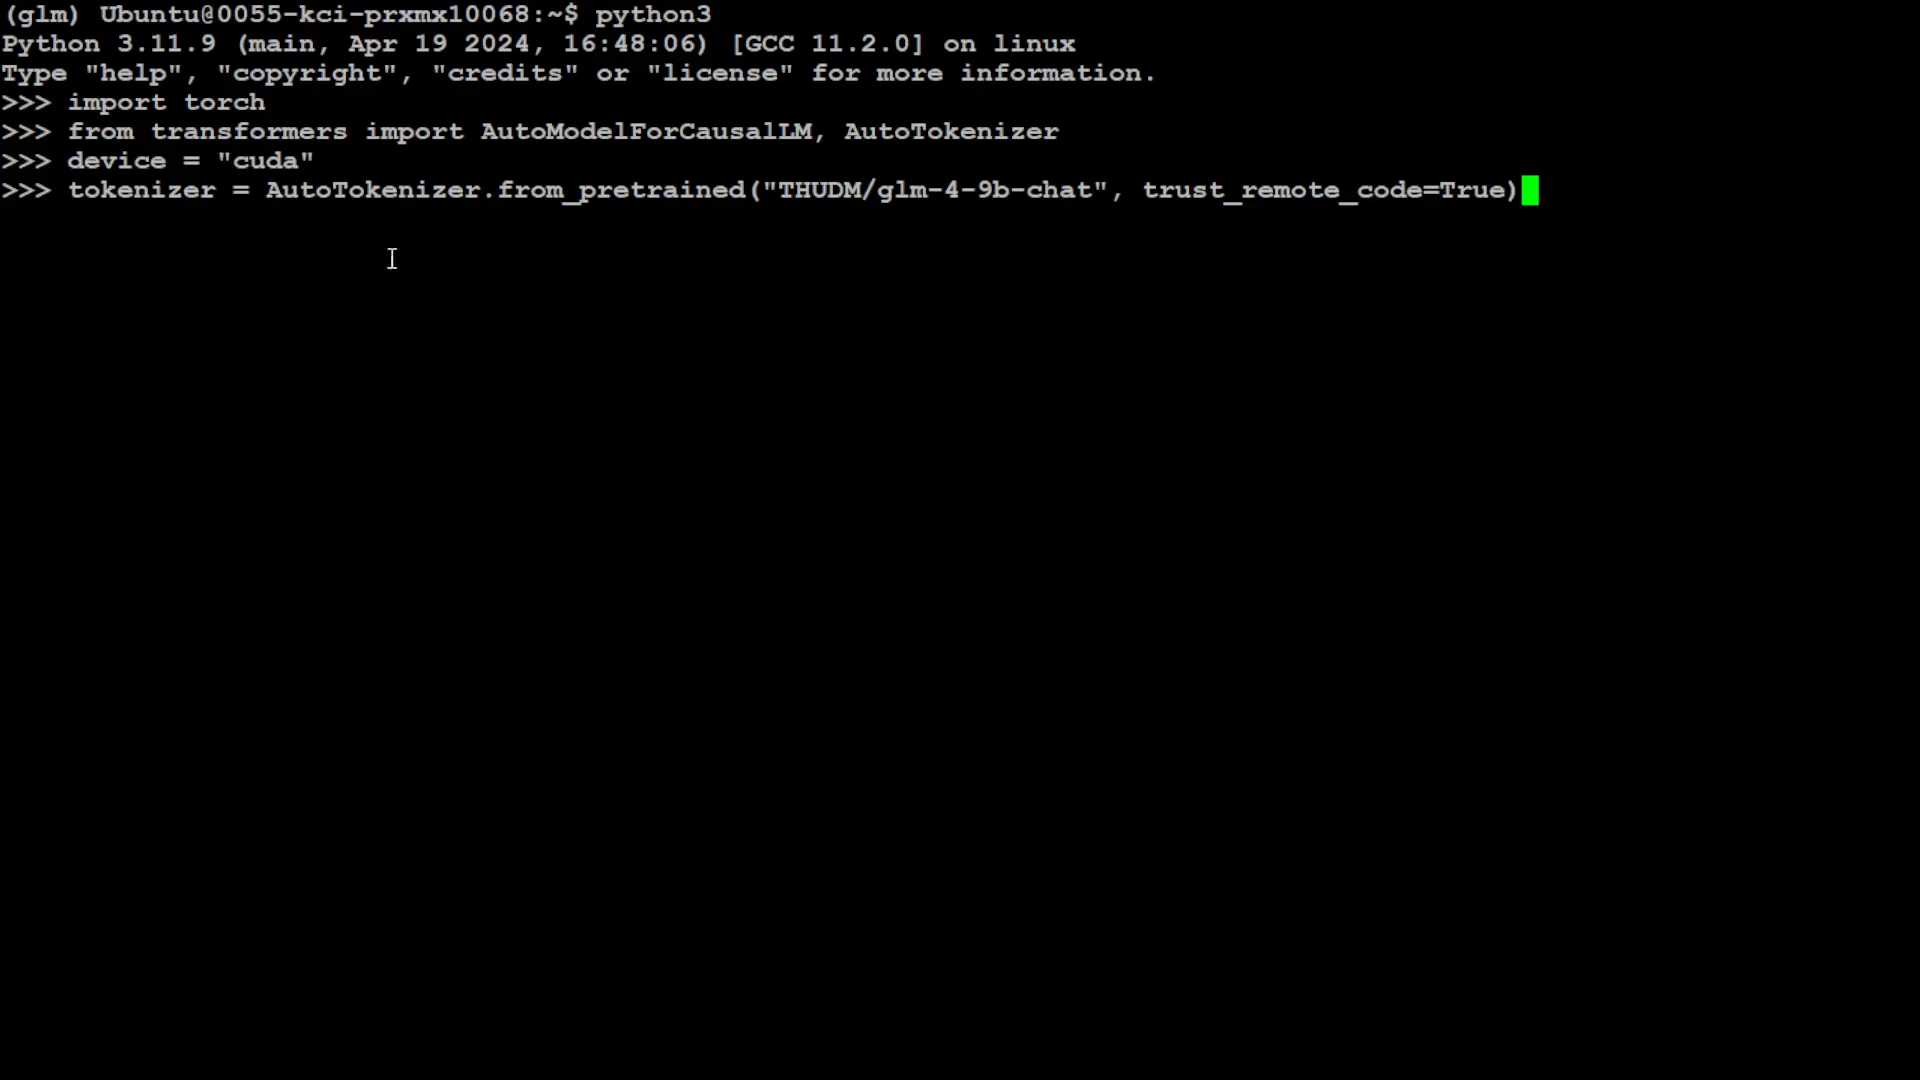 (glm) Ubuntu@0055-kci-prxmx10068:~$ python3
Python 3.11.9 (main, Apr 19 2024, 16:48:06) [GCC 11.2.0] on linux
Type "help", "copyright", "credits" or "license" for more information.
>>> import torch
>>> from transformers import AutoModelForCausalLM, AutoTokenizer
>>> device = "cuda"
>>> tokenizer = AutoTokenizer.from_pretrained("THUDM/glm-4-9b-chat", trust_remote_code=True)